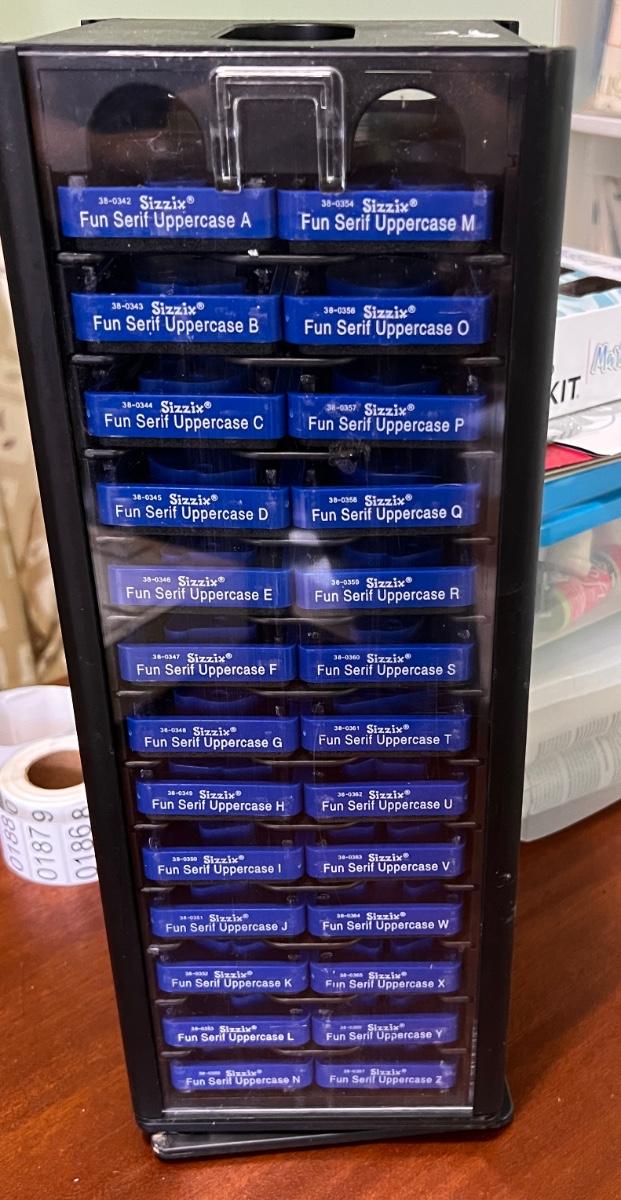 38-0342 Sizzix®
Fun Serif Uppercase A
38-0354 Sizzix®
Fun Serif Uppercase M
38-0343 Sizzix®
Fun Serif Uppercase B
38-0356 Sizzix®
Fun Serif Uppercase O
38-0344 Sizzix®
Fun Serif Uppercase C
38-0357 Sizzix®
Fun Serif Uppercase P
38-0345 Sizzix®
Fun Serif Uppercase D
38-0358 Sizzix®
Fun Serif Uppercase Q
38-0346 Sizzix®
Fun Serif Uppercase E
38-0359 Sizzix®
Fun Serif Uppercase R
38-0347 Sizzix®
Fun Serif Uppercase F
38-0360 Sizzix®
Fun Serif Uppercase S
38-0348 Sizzix®
Fun Serif Uppercase G
38-0361 Sizzix®
Fun Serif Uppercase T
38-0349 Sizzix®
Fun Serif Uppercase H
38-0362 Sizzix®
Fun Serif Uppercase U
38-0350 Sizzix®
Fun Serif Uppercase I
38-0363 Sizzix®
Fun Serif Uppercase V
38-0351 Sizzix®
Fun Serif Uppercase J
38-0364 Sizzix®
Fun Serif Uppercase W
38-0352 Sizzix®
Fun Serif Uppercase K
38-0365 Sizzix®
Fun Serif Uppercase X
38-0353 Sizzix®
Fun Serif Uppercase L
Sizzix®
Fun Serif Uppercase Y
Sizzix®
Fun Serif Uppercase N
Sizzix®
Fun Serif Uppercase Z
KIT
0188
01879
01868